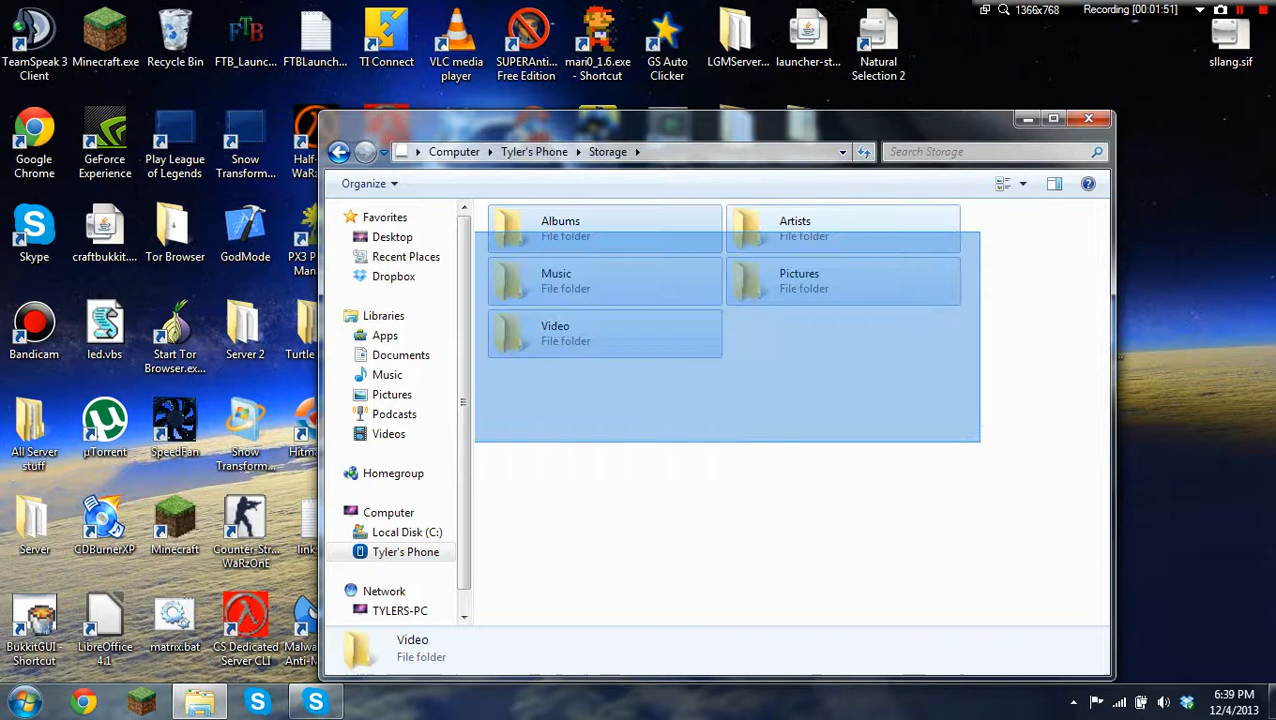 366x768
Recording [00:01:51]
TeamSpeak 3
Client
Minecraft.exe
Recycle Bin
FTB
FTB_Launc...
FTBLaunch...
TI Connect
VLC media
player
SUPERAnti...
Free Edition
mari0_1.6.exe
- Shortcut
GS Auto
Clicker
LGMServer...
launcher-st...
Natural
Selection 2
sllang.sif
Google
Chrome
GeForce
Experience
Play League
of Legends
Snow
Transform...
Half-
WaRz
Skype
craftbukkit....
Tor Browser
GodMode
PX3 P
Man
Bandicam
led.vbs
Start Tor
Browser.ex...
Server 2
Turtle
All Server
stuff
µTorrent
SpeedFan
Snow
Transform...
Hitm
Server
CDBurnerXP
Minecraft
Counter-Str...
WaRzOnE
link
BukkitGUI -
Shortcut
LibreOffice
4.1
matrix.bat
CS Dedicated
Server CLI
Malwa
Anti-M
Computer
Tyler's Phone
Storage
Search Storage
Organize
Favorites
Desktop
Recent Places
Dropbox
Libraries
Apps
Documents
Music
Pictures
Podcasts
Videos
Homegroup
Computer
Local Disk (C:)
Tyler's Phone
Network
TYLERS-PC
Albums
File folder
Artists
File folder
Music
File folder
Pictures
File folder
Video
File folder
Video
File folder
6:39 PM
12/4/2013